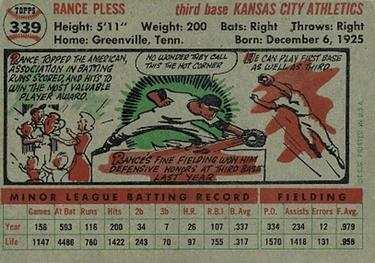 TOPPS
339
RANCE PLESS third base KANSAS CITY ATHLETICS
Height: 5'11" Weight: 200 Bats: Right Throws: Right
Home: Greenville, Tenn. Born: December 6, 1925
RANCE TOPPED THE AMERICAN
ASSOCIATION IN BATTING,
RUNS SCORED, AND HITS TO
WIN THE MOST VALUABLE
PLAYER AWARD.
NO WONDER THEY CALL
THIS THE HOT CORNER!
HE CAN PLAY FIRST BASE
AS WELL AS THIRD.
RANCE'S FINE FIELDING WON HIM
DEFENSIVE HONORS AT THIRD BASE
LAST YEAR.
PRINTED IN U.S.A.
MINOR LEAGUE BATTING RECORD FIELDING
Games At Bat Runs Hits 2b 3b H.R. R.B.I. B.Avg. P.O. Assists Errors F.Avg.
Year 156 593 116 200 34 7 26 107 .337 334 234 12 .979
Life 1147 4486 760 1422 243 70 97 755 .317 1570 1418 131 .958